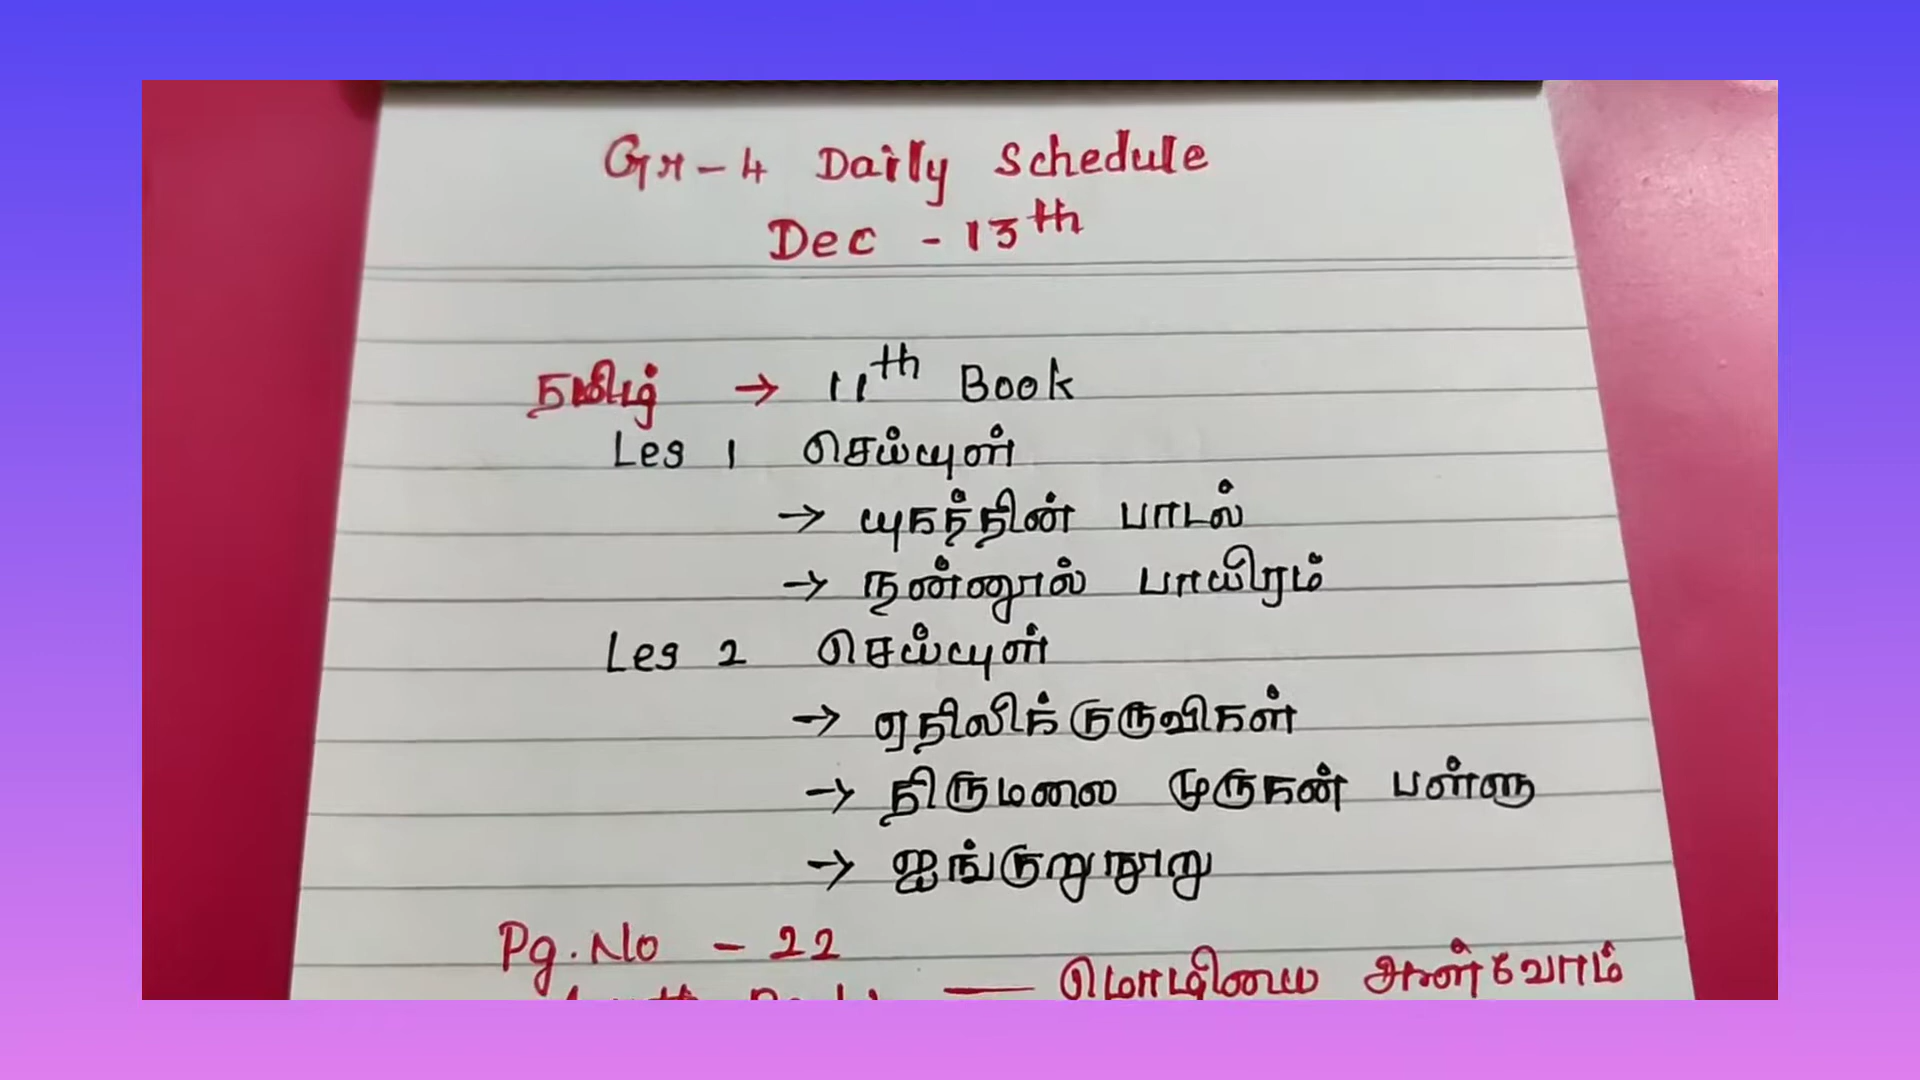 Gr - 4 Daily Schedule
Dec - 13th
தமிழ் → 11th Book
Les 1 செய்யுள்
→ யுகத்தின் பாடல்
→ நன்னூல் பாயிரம்
Les 2 செய்யுள்
→ ஏதிலிக்குருவிகள்
→ திருமலை முருகன் பள்ளு
→ ஐங்குறுநூறு
Pg.No - 22
— மொழியை ஆள்வோம்